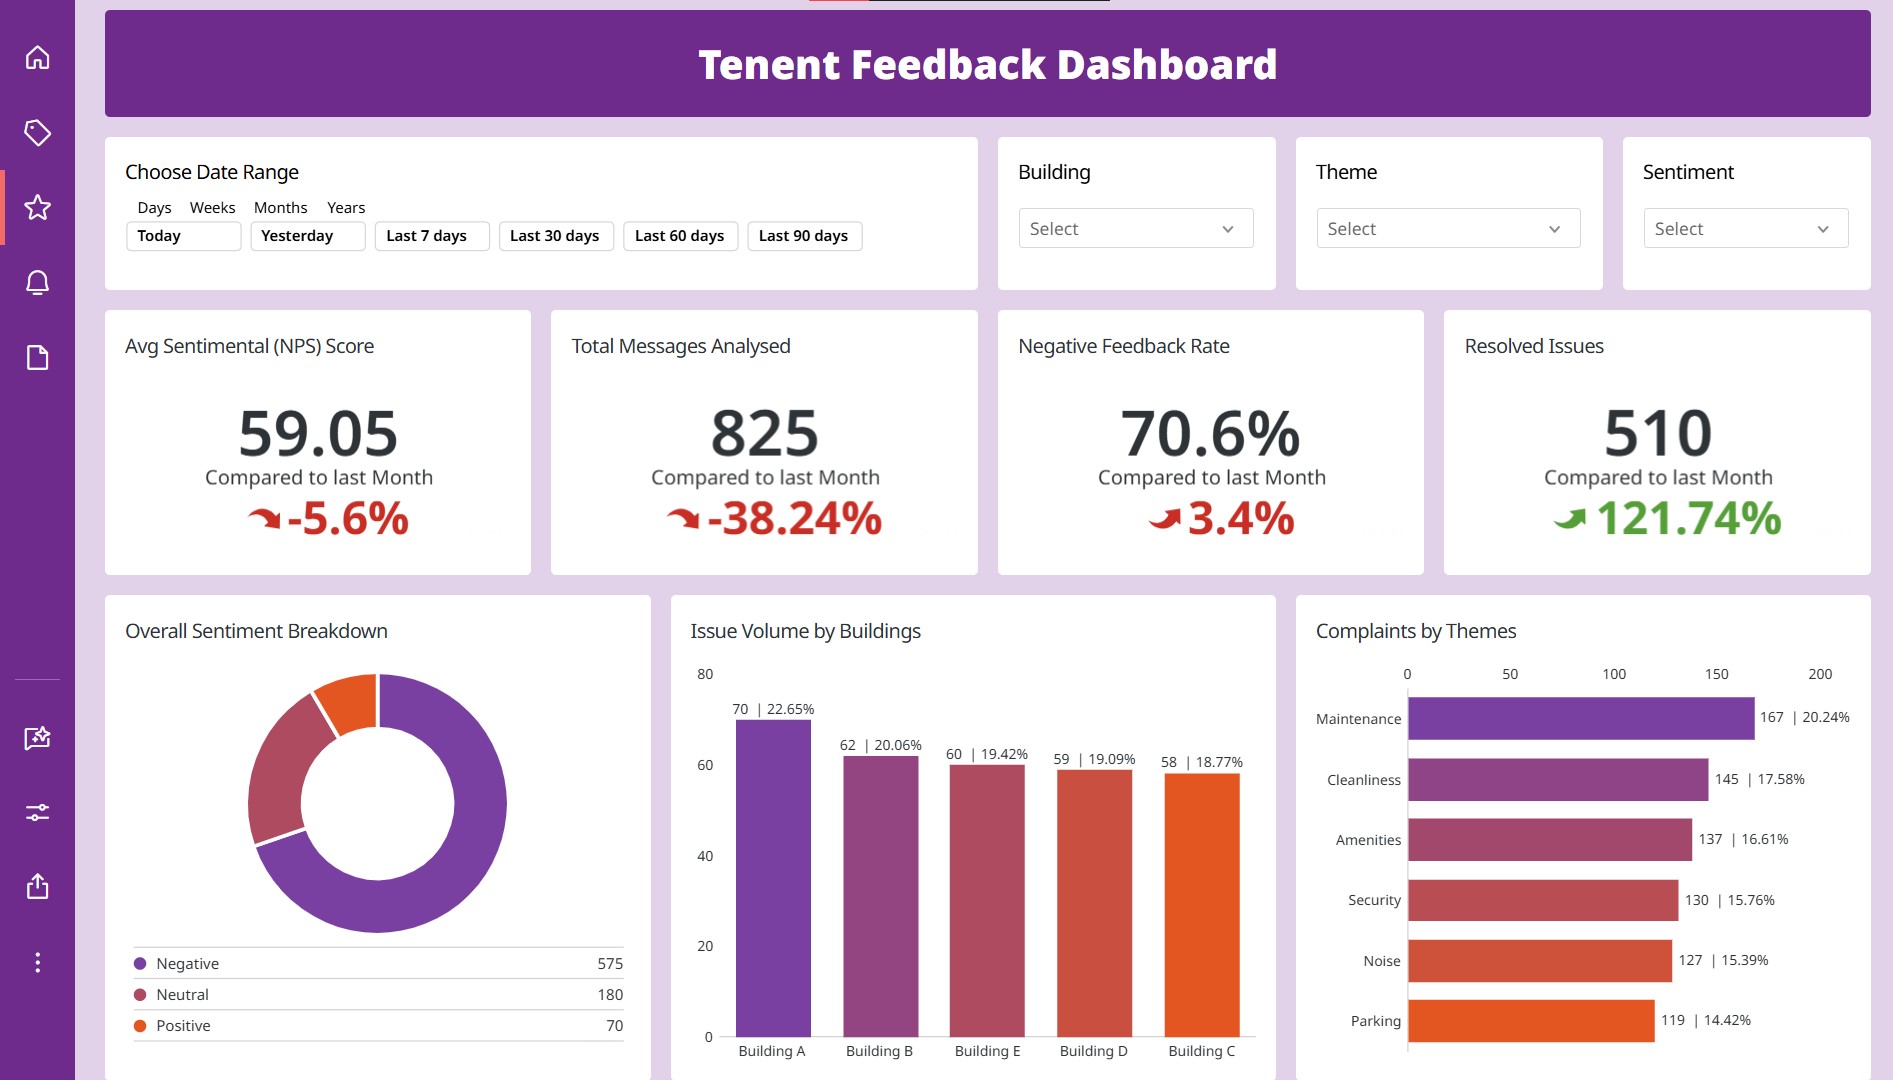 Tenent Feedback Dashboard
Choose Date Range
Days Weeks Months Years
Today Yesterday Last 7 days Last 30 days Last 60 days Last 90 days
Building
Select
Theme
Select
Sentiment
Select
Avg Sentimental (NPS) Score
59.05
Compared to last Month
-5.6%
Total Messages Analysed
825
Compared to last Month
-38.24%
Negative Feedback Rate
70.6%
Compared to last Month
3.4%
Resolved Issues
510
Compared to last Month
121.74%
Overall Sentiment Breakdown
Negative 575
Neutral 180
Positive 70
Issue Volume by Buildings
80
60
40
20
0
70 | 22.65%
62 | 20.06%
60 | 19.42%
59 | 19.09%
58 | 18.77%
Building A Building B Building E Building D Building C
Complaints by Themes
0 50 100 150 200
Maintenance 167 | 20.24%
Cleanliness 145 | 17.58%
Amenities 137 | 16.61%
Security 130 | 15.76%
Noise 127 | 15.39%
Parking 119 | 14.42%